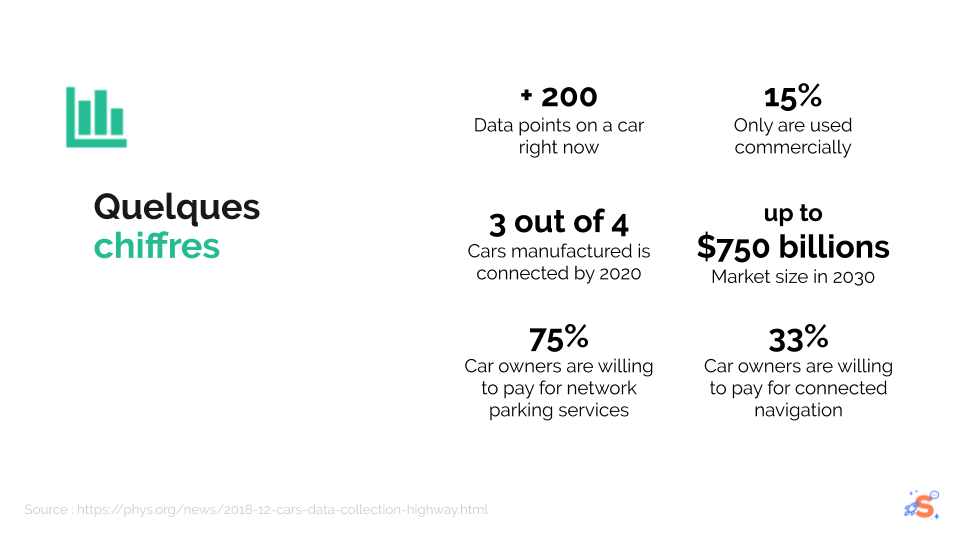 Quelques
chiffres
+ 200
Data points on a car
right now
15%
Only are used
commercially
3 out of 4
Cars manufactured is
connected by 2020
up to
$750 billions
Market size in 2030
75%
Car owners are willing
to pay for network
parking services
33%
Car owners are willing
to pay for connected
navigation
Source : https://phys.org/news/2018-12-cars-data-collection-highway.html
S